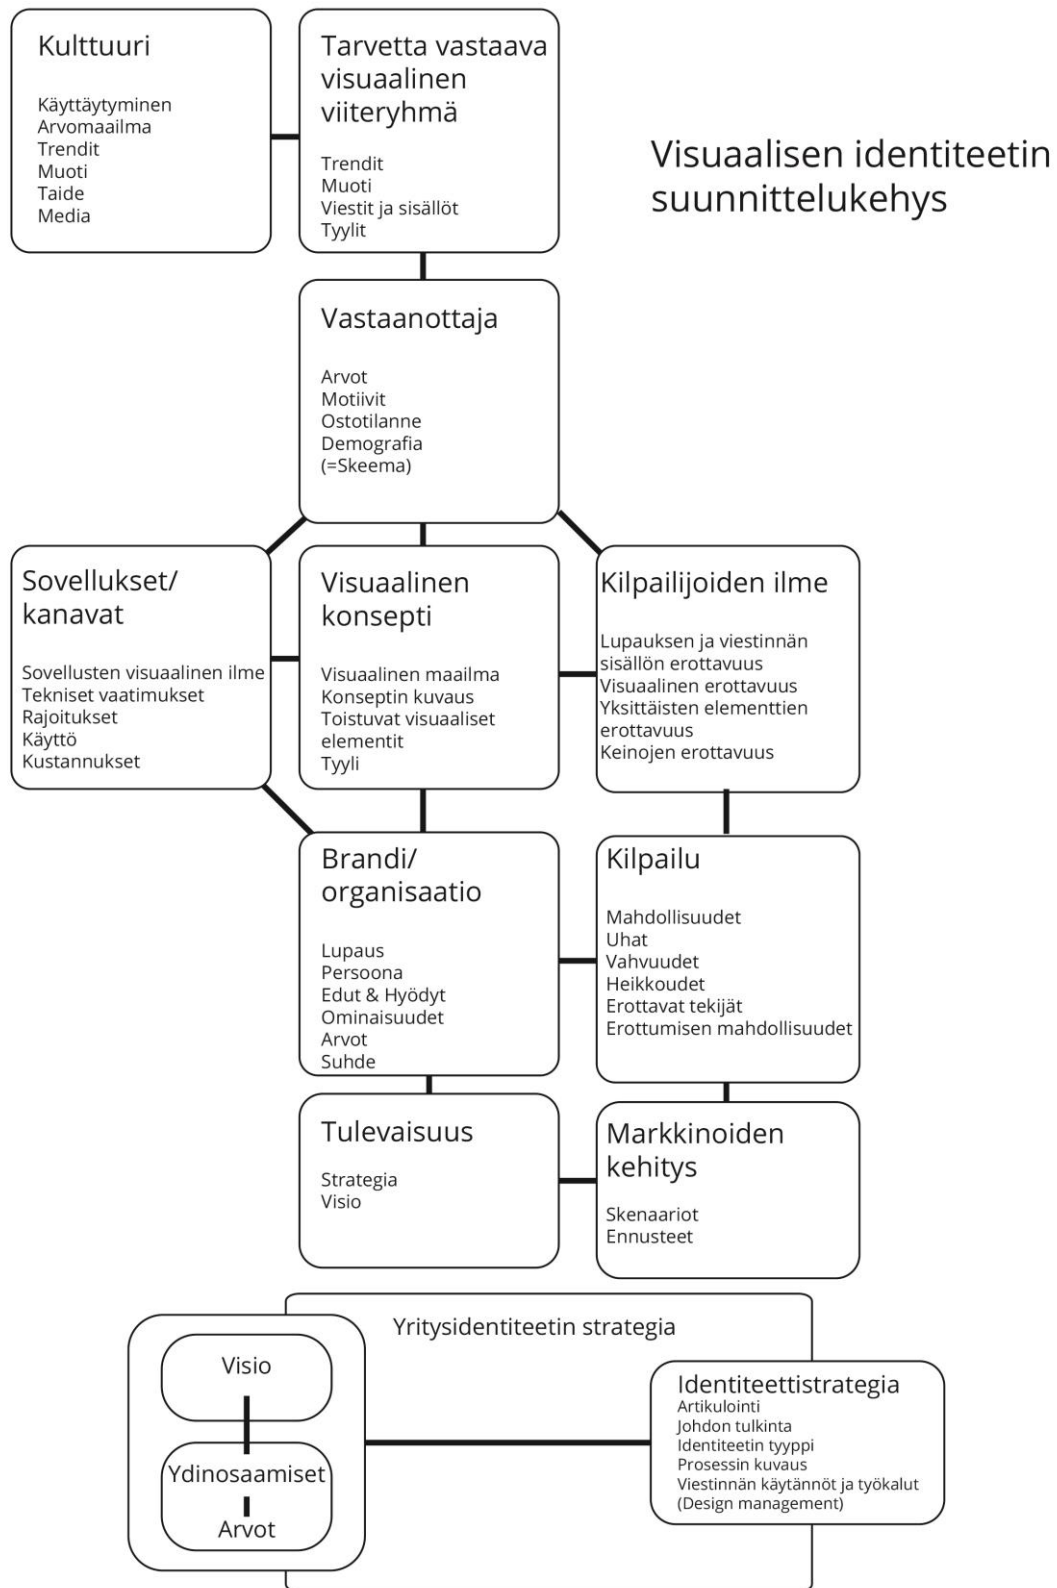 Kulttuuri
Käyttäytyminen
Arvomaailma
Trendit
Muoti
Taide
Media
Tarvetta vastaava
visuaalinen
viiteryhmä
Trendit
Muoti
Viestit ja sisällöt
Tyylit
Visuaalisen identiteetin
suunnittelukehys
Vastaanottaja
Arvot
Motiivit
Ostotilanne
Demografia
(=Skeema)
Sovellukset/
kanavat
Sovellusten visuaalinen ilme
Tekniset vaatimukset
Rajoitukset
Käyttö
Kustannukset
Visuaalinen
konsepti
Visuaalinen maailma
Konseptin kuvaus
Toistuvat visuaaliset
elementit
Tyyli
Kilpailijoiden ilme
Lupauksen ja viestinnän
sisällön erottavuus
Visuaalinen erottavuus
Yksittäisten elementtien
erottavuus
Keinojen erottavuus
Brandi/
organisaatio
Lupaus
Persoona
Edut & Hyödyt
Ominaisuudet
Arvot
Suhde
Kilpailu
Mahdollisuudet
Uhat
Vahvuudet
Heikkoudet
Erottavat tekijät
Erottumisen mahdollisuudet
Tulevaisuus
Strategia
Visio
Markkinoiden
kehitys
Skenaariot
Ennusteet
Yritysidentiteetin strategia
Visio
Ydinosaamiset
Arvot
Identiteettistrategia
Artikulointi
Johdon tulkinta
Identiteetin tyyppi
Prosessin kuvaus
Viestinnän käytännöt ja työkalut
(Design management)